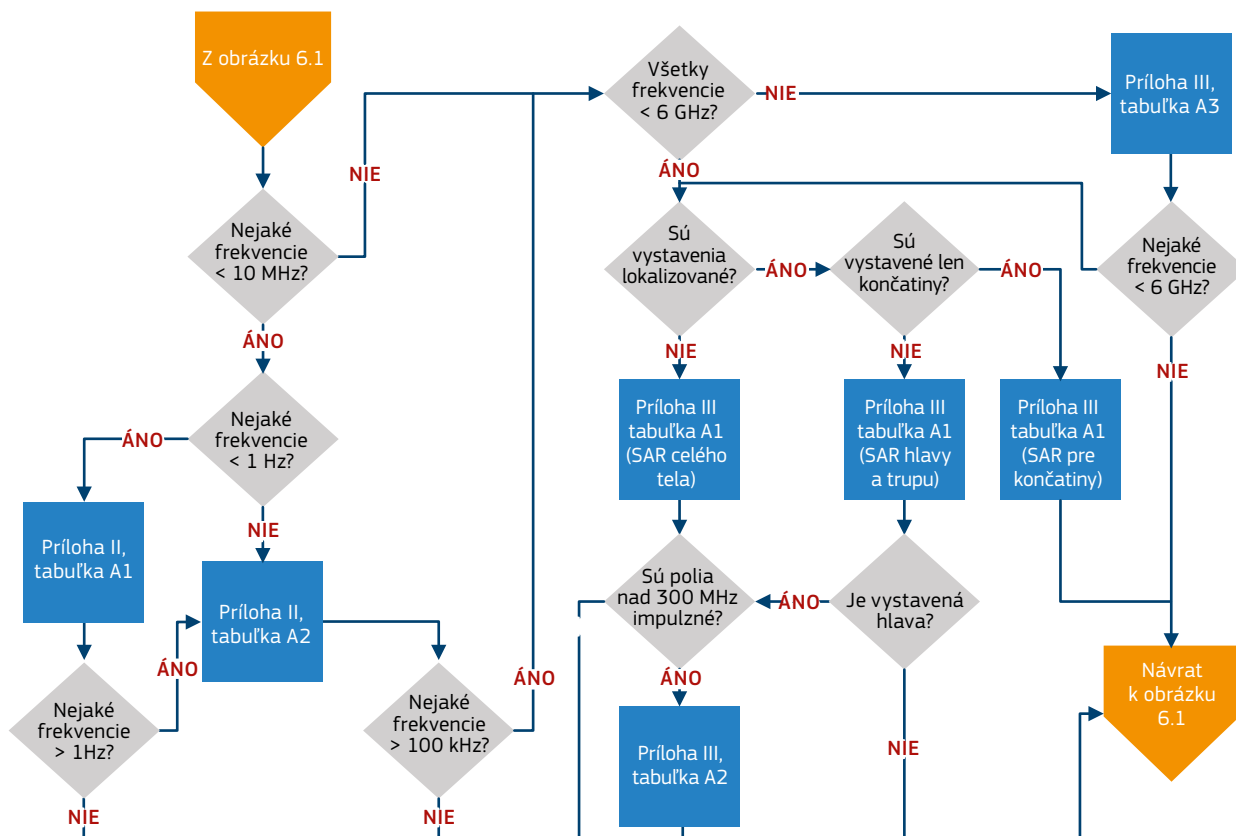 Z obrázku 6.1
NIE
Nejaké
frekvencie
< 10 MHz?
ÁNO
Nejaké
frekvencie
< 1 Hz?
ÁNO
NIE
Príloha II,
tabuľka A1
Príloha II,
tabuľka A2
Nejaké
frekvencie
> 1Hz?
ÁNO
NIE
Nejaké
frekvencie
> 100 kHz?
ÁNO
NIE
Všetky
frekvencie
< 6 GHz?
NIE
Príloha III,
tabuľka A3
ÁNO
Sú
vystavenia
lokalizované?
ÁNO
Sú
vystavené len
končatiny?
ÁNO
Nejaké
frekvencie
< 6 GHz?
NIE
NIE
NIE
Príloha III
tabuľka A1
(SAR celého
tela)
Príloha III
tabuľka A1
(SAR hlavy
a trupu)
Príloha III
tabuľka A1
(SAR pre
končatiny)
Sú polia
nad 300 MHz
impulzné?
ÁNO
Je vystavená
hlava?
ÁNO
NIE
Príloha III,
tabuľka A2
Návrat
k obrázku
6.1